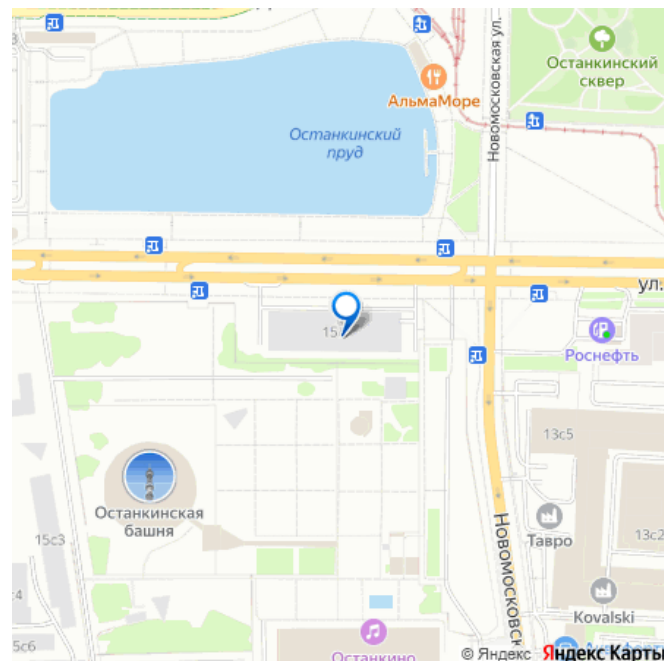 Новомосковская ул.
Останкинский
сквер
АльмаМоре
Останкинский
пруд
ул.
15
Роснефть
13с5
Останкинская
башня
15с3
Новомосковск
Тавро
13с2
с4
Kovalski
15с6
Останкино
© Яндекс Яндекс Карты